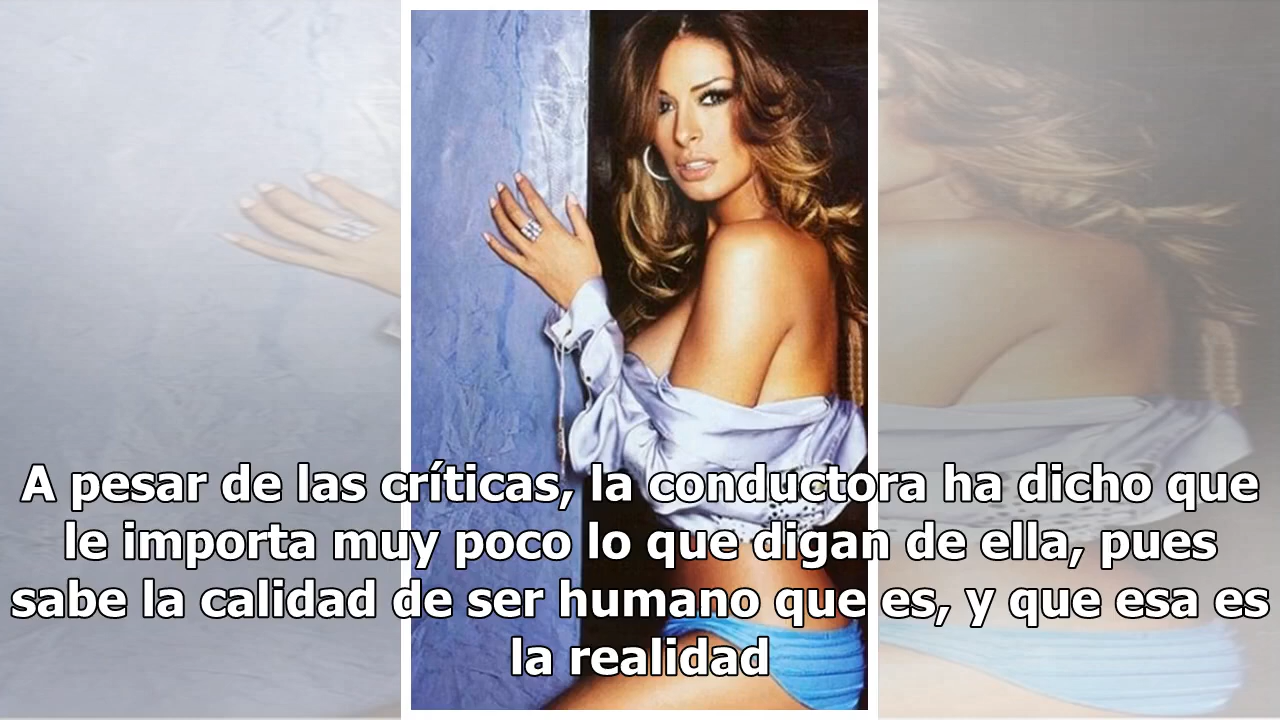 A pesar de las críticas, la conductora ha dicho que
le importa muy poco lo que digan de ella, pues
sabe la calidad de ser humano que es, y que esa es
la realidad